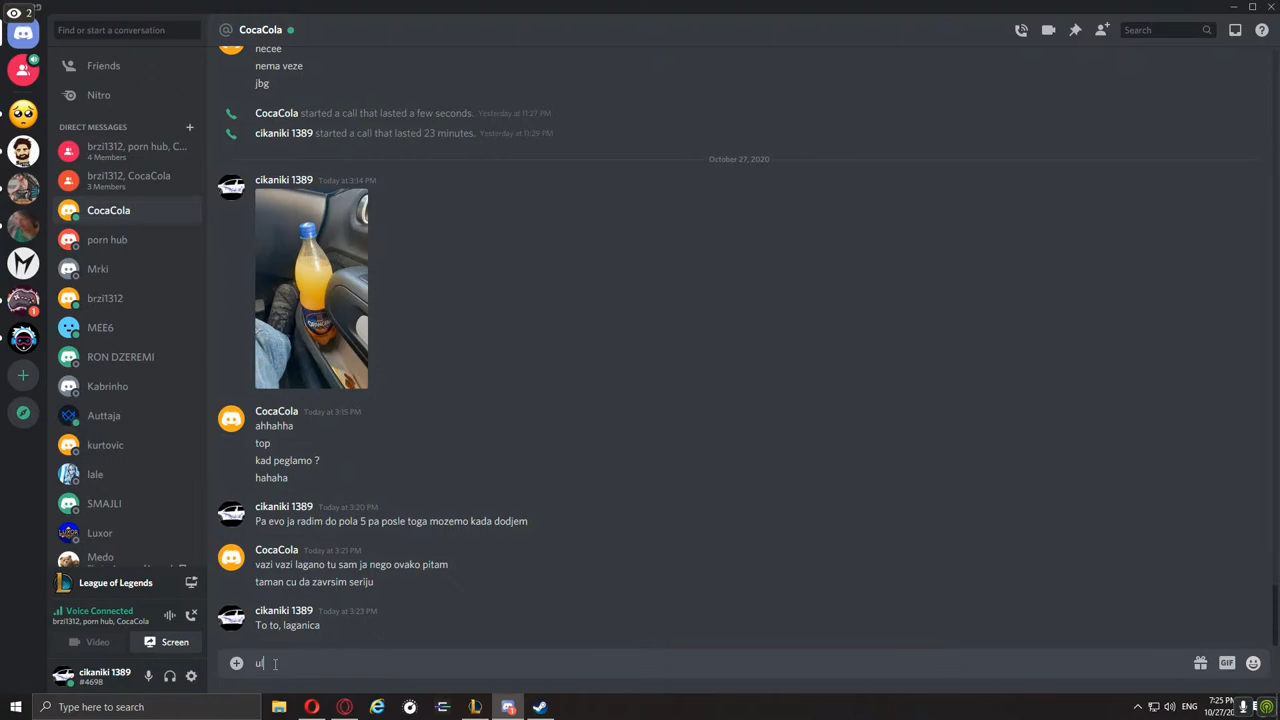 2
Find or start a conversation
@ CocaCola
Search
Friends
Nitro
DIRECT MESSAGES
brzi1312, porn hub, C...
4 Members
brzi1312, CocaCola
3 Members
CocaCola
porn hub
Mrki
brzi1312
MEE6
RON DZEREMI
Kabrinho
Auttaja
kurtovic
lale
SMAJLI
Luxor
Medo
League of Legends
Voice Connected
brzi1312, porn hub, CocaCola
Video
Screen
cikaniki 1389
#4698
1
necee
nema veze
jbg
CocaCola started a call that lasted a few seconds. Yesterday at 11:27 PM
cikaniki 1389 started a call that lasted 23 minutes. Yesterday at 11:29 PM
October 27, 2020
cikaniki 1389 Today at 3:14 PM
CocaCola Today at 3:15 PM
ahhahha
top
kad peglamo ?
hahaha
cikaniki 1389 Today at 3:20 PM
Pa evo ja radim do pola 5 pa posle toga mozemo kada dodjem
CocaCola Today at 3:21 PM
vazi vazi lagano tu sam ja nego ovako pitam
taman cu da zavrsim seriju
cikaniki 1389 Today at 3:23 PM
To to, laganica
ul
GIF
Type here to search
ENG
7:25 PM
10/27/20